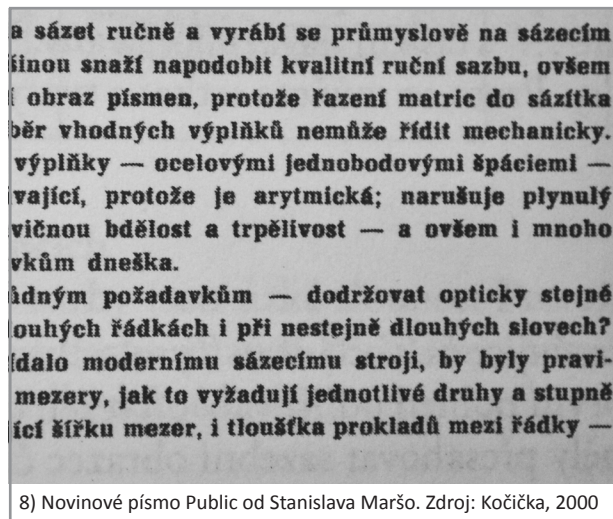 a sázet ručně a vyrábí se průmyslově na sázecím
šinou snaží napodobit kvalitní ruční sazbu, ovšem
obraz písmen, protože řazení matric do sázítka
běr vhodných výplňků nemůže řídit mechanicky.
výplňky — ocelovými jednobodovými špáciemi —
vající, protože je arytmická; narušuje plynulý
vičnou bdělost a trpělivost — a ovšem i mnoho
vkům dneška.
ůdným požadavkům — dodržovat opticky stejné
louhých řádkách i při nestejně dlouhých slovech?
ídalo modernímu sázecímu stroji, by byly pravi-
mezery, jak to vyžadují jednotlivé druhy a stupně
ící šířku mezer, i tloušťka prokladů mezi řádky —
8) Novinové písmo Public od Stanislava Maršo. Zdroj: Kočička, 2000